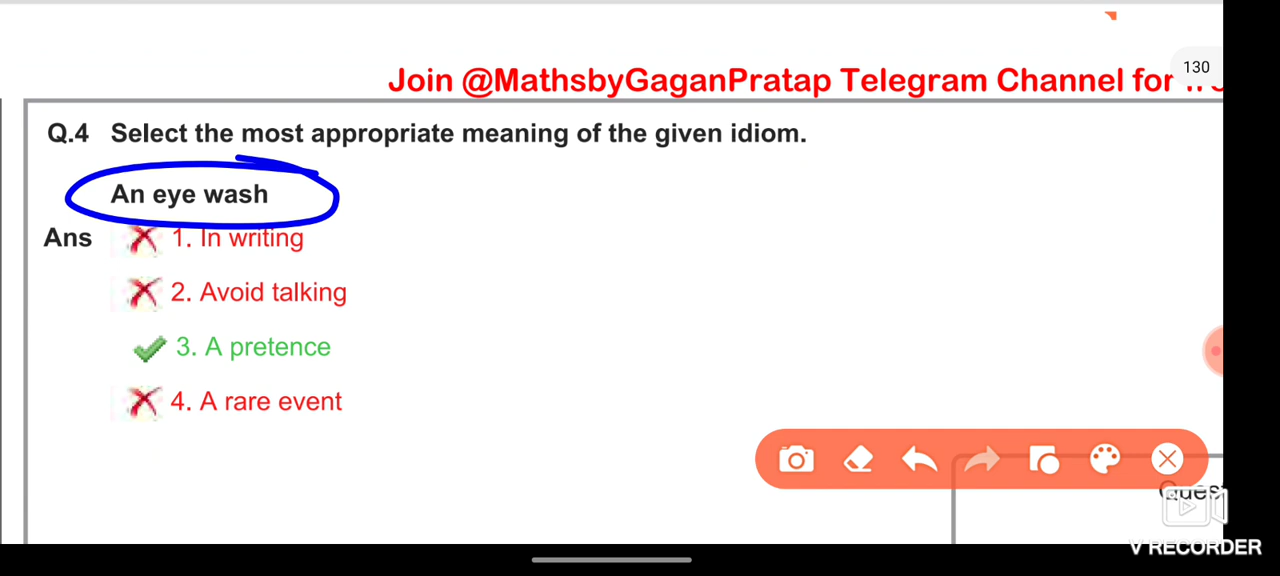 130
Join @MathsbyGaganPratap Telegram Channel for
Q.4 Select the most appropriate meaning of the given idiom.
An eye wash
Ans 1. In writing
2. Avoid talking
3. A pretence
4. A rare event
V RECORDER